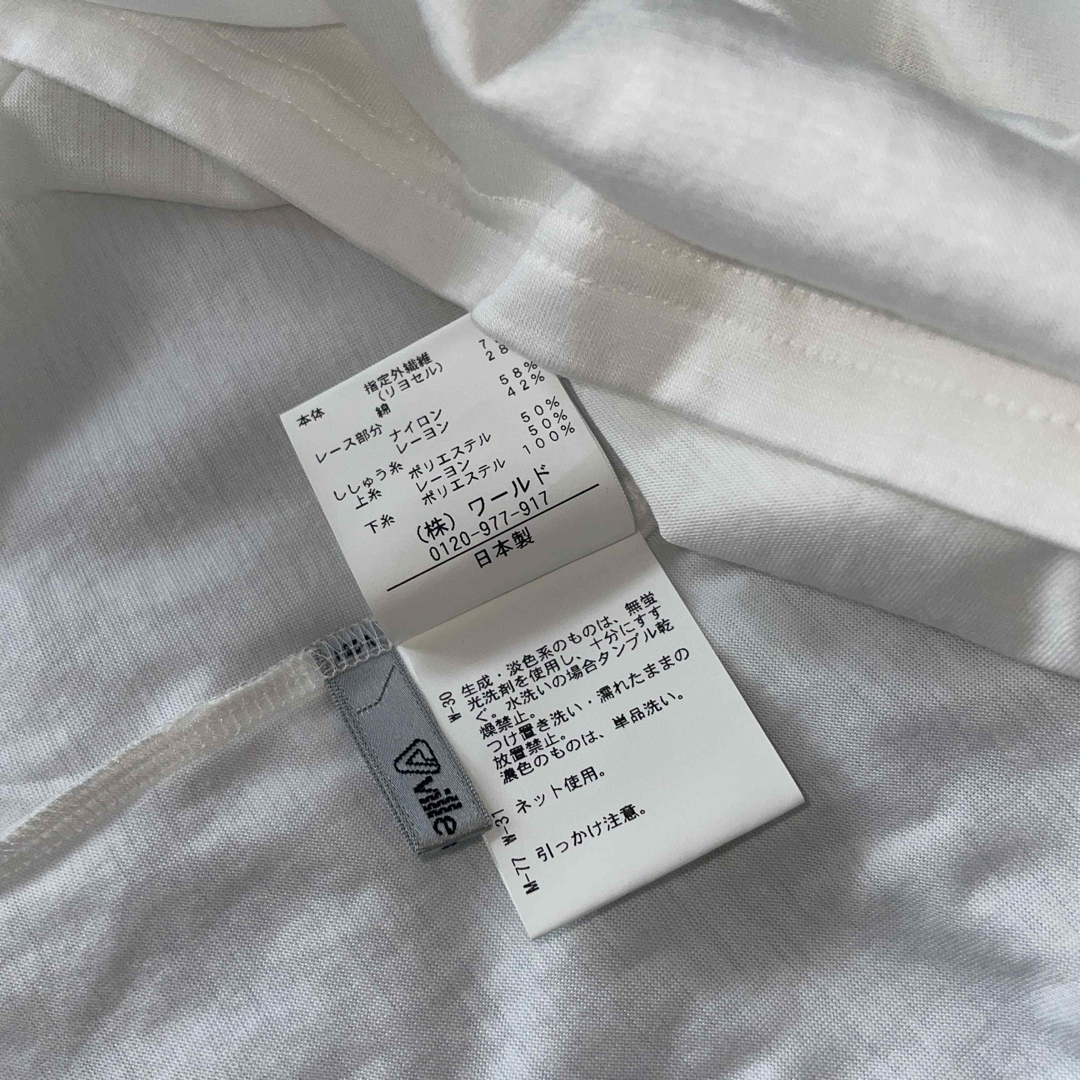 本体 指定外繊維 7
(リヨセル)
綿 28
レース部分 ナイロン 58%
レーヨン 42%
ししゅう糸
上糸 ポリエステル 50%
レーヨン 50%
下糸 ポリエステル 100%
(株) ワールド
0120-977-917
日本製
W-30 生成・淡色系のものは、無蛍
光洗剤を使用し、十分にすす
ぐ。水洗いの場合タンブル乾
燥禁止。
つけ置き洗い・濡れたままの
放置禁止。
濃色のものは、単品洗い。
W-31 ネット使用。
M-77 引っかけ注意。
ville